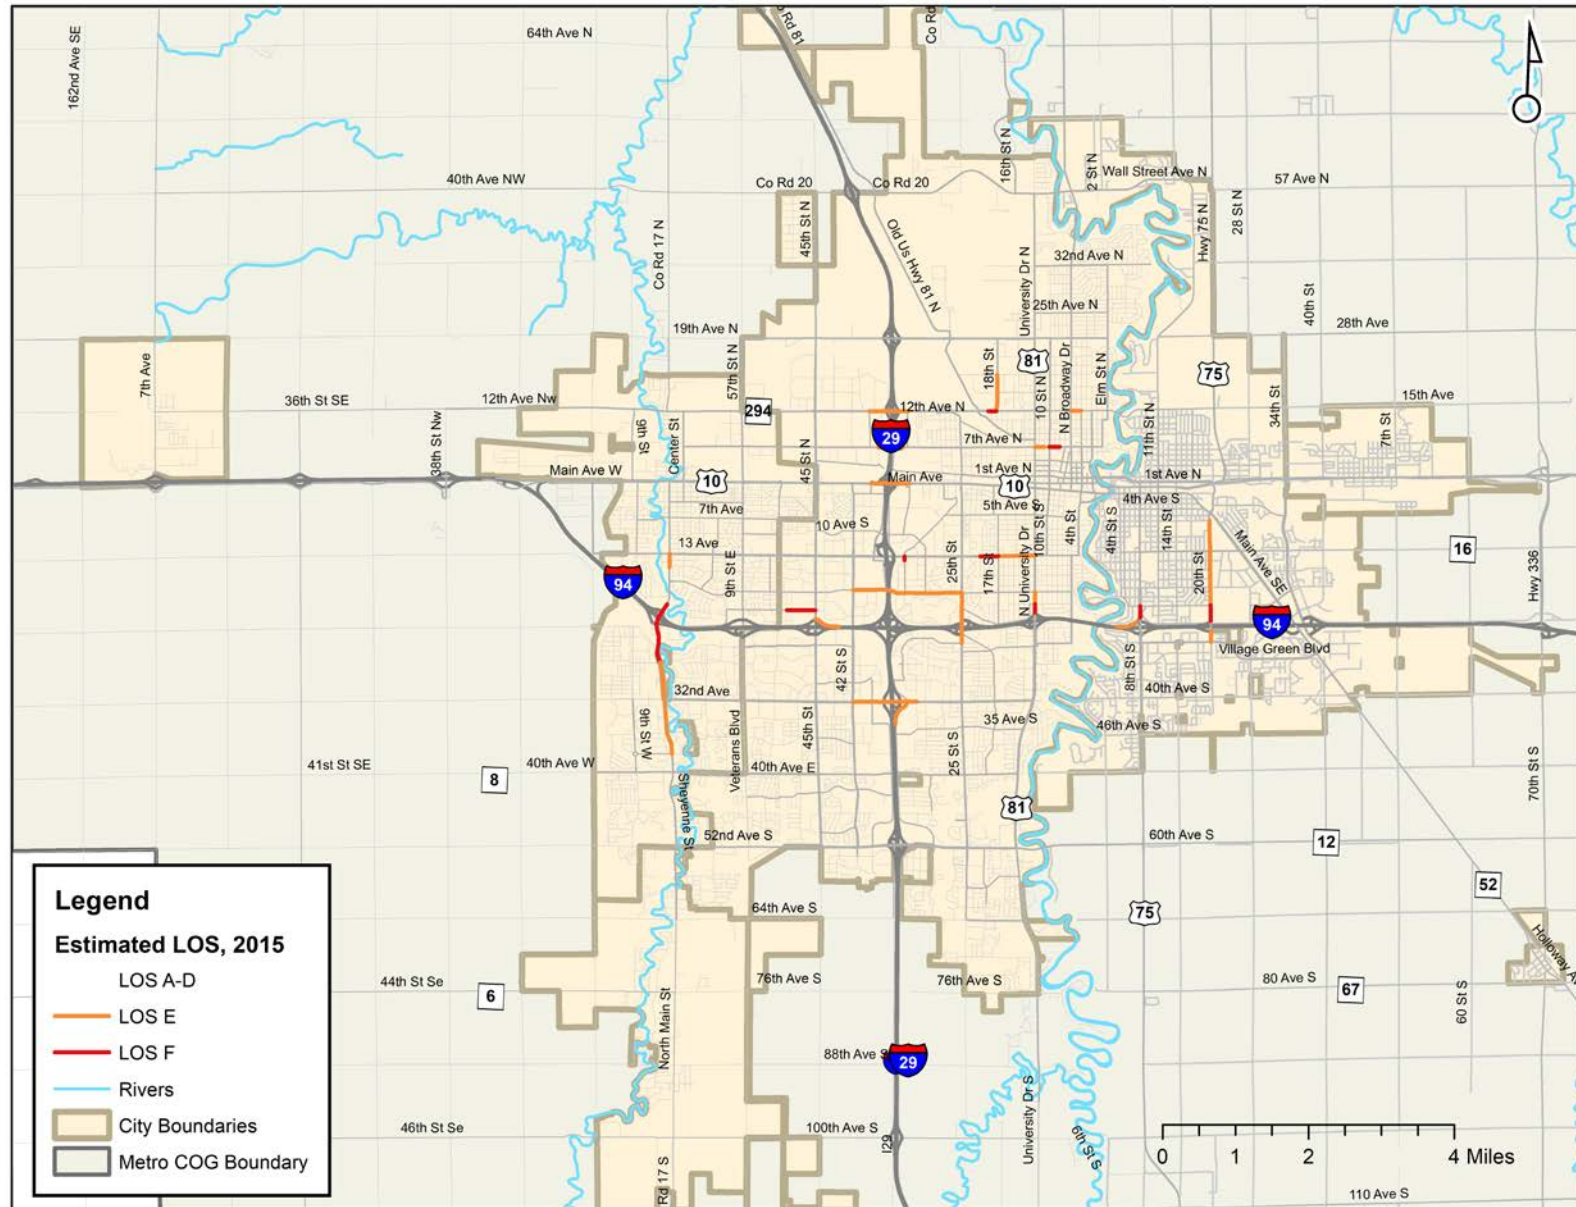 Co Rd 81
Co Rd
64th Ave N
162nd Ave SE
16th St N
2 St N
Wall Street Ave N
57 Ave N
40th Ave NW
Co Rd 20
Co Rd 20
45th St N
Co Rd 17 N
Old Us Hwy 81 N
University Dr N
32nd Ave N
Hwy 75 N
28 St N
25th Ave N
40th St
28th Ave
19th Ave N
57th St N
18th St
81
10 St N
N Broadway Dr
Elm St N
75
34th St
7th Ave
36th St SE
12th Ave Nw
294
12th Ave N
15th Ave
7th St
38th St Nw
9th St
Center St
29
7th Ave N
11th St N
45 St N
Main Ave W
10
Main Ave
1st Ave N
10
1st Ave N
4th Ave S
5th Ave S
7th Ave
10 Ave S
10th St S
4th St
4th St S
14th St
Main Ave SE
13 Ave
9th St E
25th St
17th St
N University Dr
20th St
16
Hwy 336
94
94
Village Green Blvd
42 St S
8th St S
32nd Ave
40th Ave S
9th St W
Veterans Blvd
45th St
35 Ave S
46th Ave S
25 St S
41st St SE
8
40th Ave W
40th Ave E
70th St S
Sheyenne St
81
52nd Ave S
60th Ave S
12
52
64th Ave S
75
Holloway Av
44th St Se
6
76th Ave S
76th Ave S
80 Ave S
67
60 St S
North Main St
88th Ave S
29
University Dr S
46th St Se
100th Ave S
I29
6th St S
Rd 17 S
110 Ave S
0 1 2 4 Miles
Legend
Estimated LOS, 2015
LOS A-D
LOS E
LOS F
Rivers
City Boundaries
Metro COG Boundary